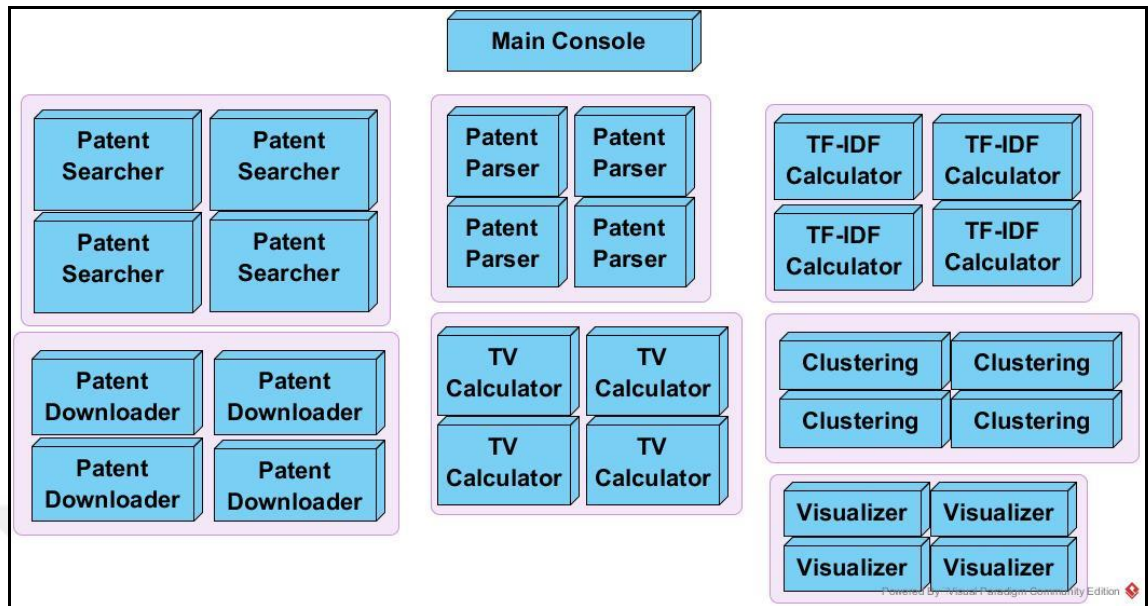 Main Console
Patent
Searcher
Patent
Searcher
Patent
Searcher
Patent
Searcher
Patent
Downloader
Patent
Downloader
Patent
Downloader
Patent
Downloader
Patent
Parser
Patent
Parser
Patent
Parser
Patent
Parser
TV
Calculator
TV
Calculator
TV
Calculator
TV
Calculator
TF-IDF
Calculator
TF-IDF
Calculator
TF-IDF
Calculator
TF-IDF
Calculator
Clustering
Clustering
Clustering
Clustering
Visualizer
Visualizer
Visualizer
Visualizer
Powered By Visual Paradigm Community Edition